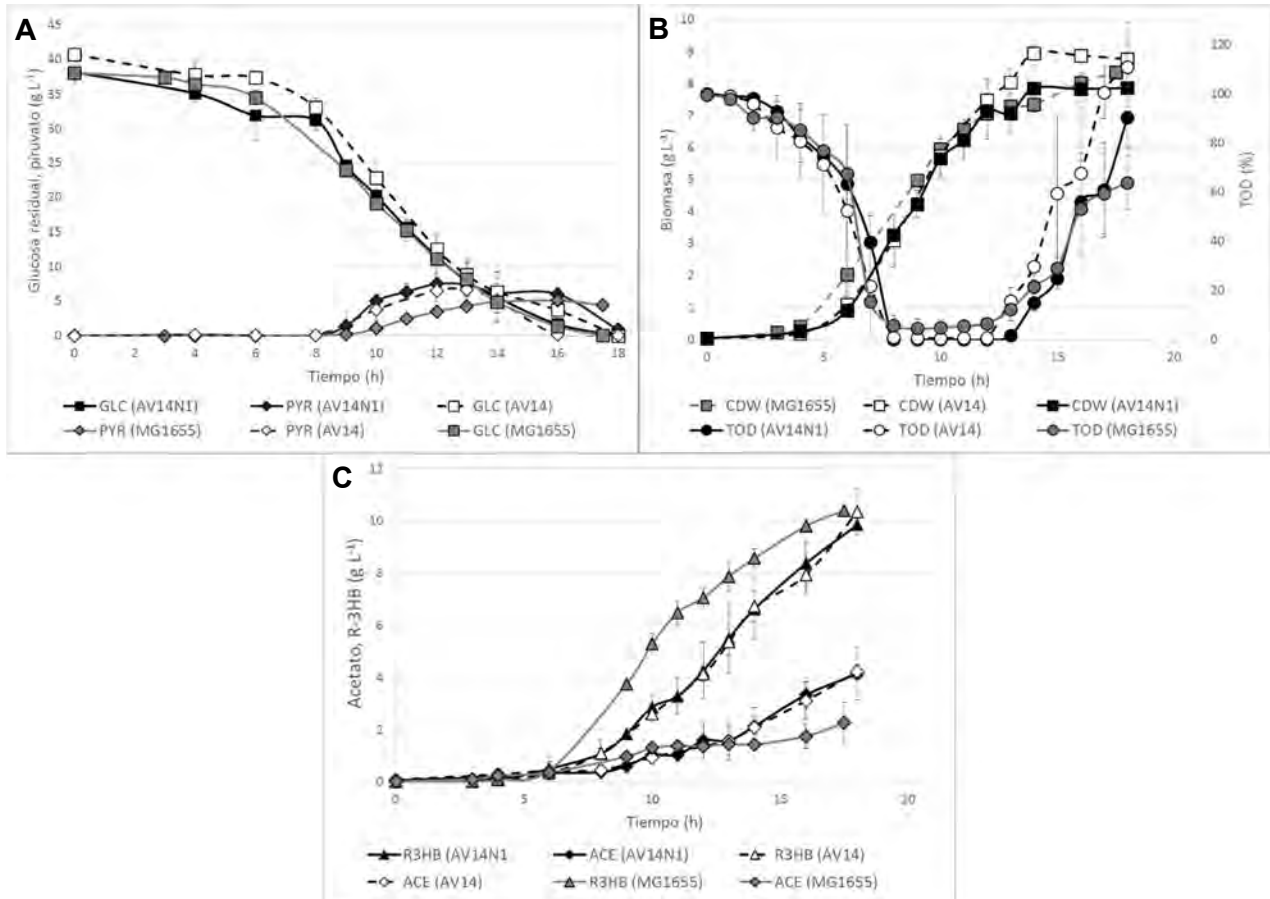 A
Glucosa residual, piruvato (g L⁻¹)
45
40
35
30
25
20
15
10
5
0
0 2 4 6 8 10 12 14 16 18
Tiempo (h)
GLC (AV14N1) PYR (AV14N1) GLC (AV14)
PYR (MG1655) PYR (AV14) GLC (MG1655)
B
Biomasa (g L⁻¹)
10
9
8
7
6
5
4
3
2
1
0
0 5 10 15 20
Tiempo (h)
120
100
80
60
40
20
0
TOD (%)
CDW (MG1655) CDW (AV14) CDW (AV14N1)
TOD (AV14N1) TOD (AV14) TOD (MG1655)
C
Acetato, R-3HB (g L⁻¹)
12
10
8
6
4
2
0
0 5 10 15 20
Tiempo (h)
R3HB (AV14N1 ACE (AV14N1) R3HB (AV14)
ACE (AV14) R3HB (MG1655) ACE (MG1655)